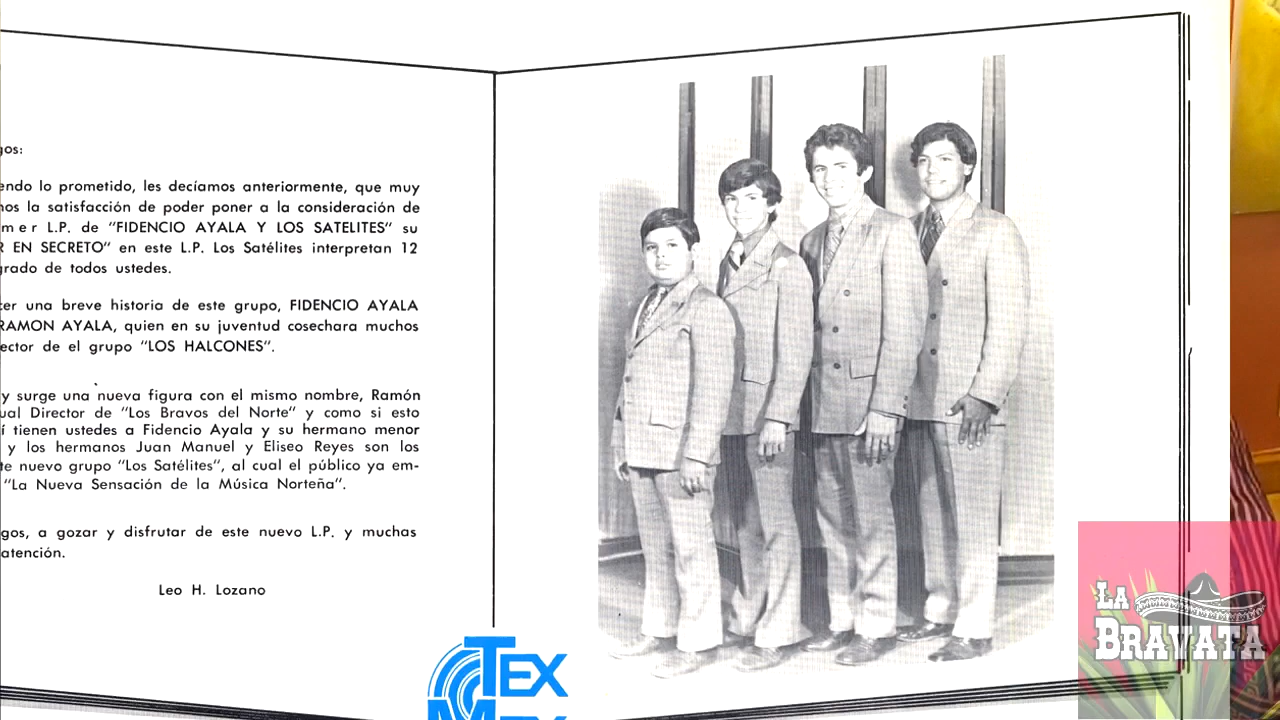 gos:
endo lo prometido, les decíamos anteriormente, que muy
nos la satisfacción de poder poner a la consideración de
mer L.P. de "FIDENCIO AYALA Y LOS SATELITES" su
R EN SECRETO" en este L.P. Los Satélites interpretan 12
grado de todos ustedes.
cer una breve historia de este grupo, FIDENCIO AYALA
RAMON AYALA, quien en su juventud cosechara muchos
ector de el grupo "LOS HALCONES".
y surge una nueva figura con el mismo nombre, Ramón
ual Director de "Los Bravos del Norte" y como si esto
í tienen ustedes a Fidencio Ayala y su hermano menor
y los hermanos Juan Manuel y Eliseo Reyes son los
te nuevo grupo "Los Satélites", al cual el público ya em-
"La Nueva Sensación de la Música Norteña".
gos, a gozar y disfrutar de este nuevo L.P. y muchas
atención.
Leo H. Lozano
TEX
MEX
LA
BRAVATA